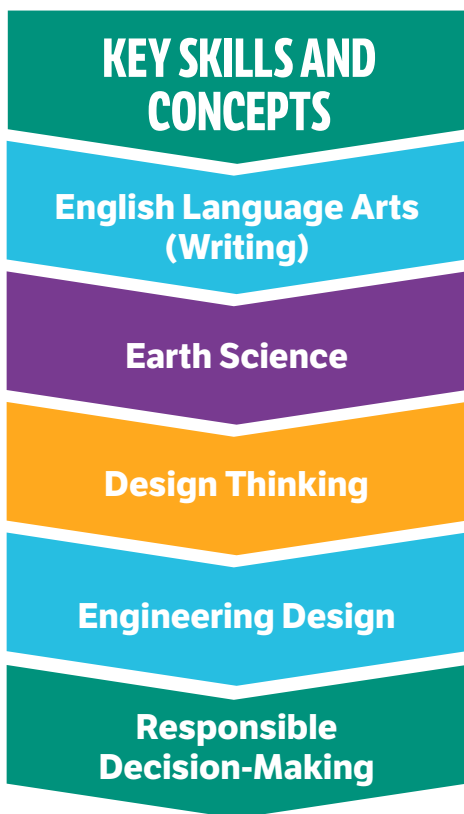 KEY SKILLS AND
CONCEPTS
English Language Arts
(Writing)
Earth Science
Design Thinking
Engineering Design
Responsible
Decision-Making